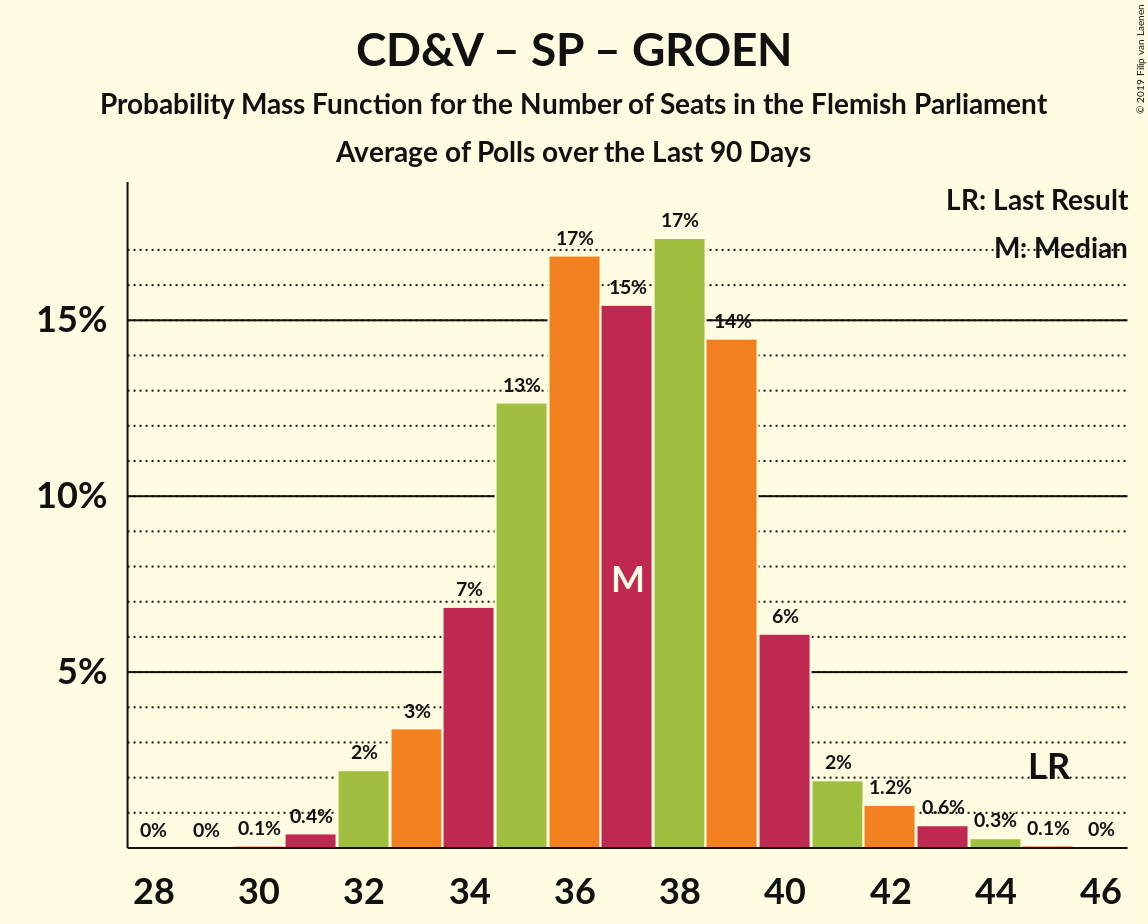 CD&V – SP – GROEN
Probability Mass Function for the Number of Seats in the Flemish Parliament
Average of Polls over the Last 90 Days
© 2019 Filip van Laenen
LR: Last Result
M: Median
15%
10%
5%
0%
0%
0.1%
0.4%
2%
3%
7%
13%
17%
15%
17%
14%
6%
2%
1.2%
0.6%
0.3%
0.1%
0%
M
LR
28 30 32 34 36 38 40 42 44 46